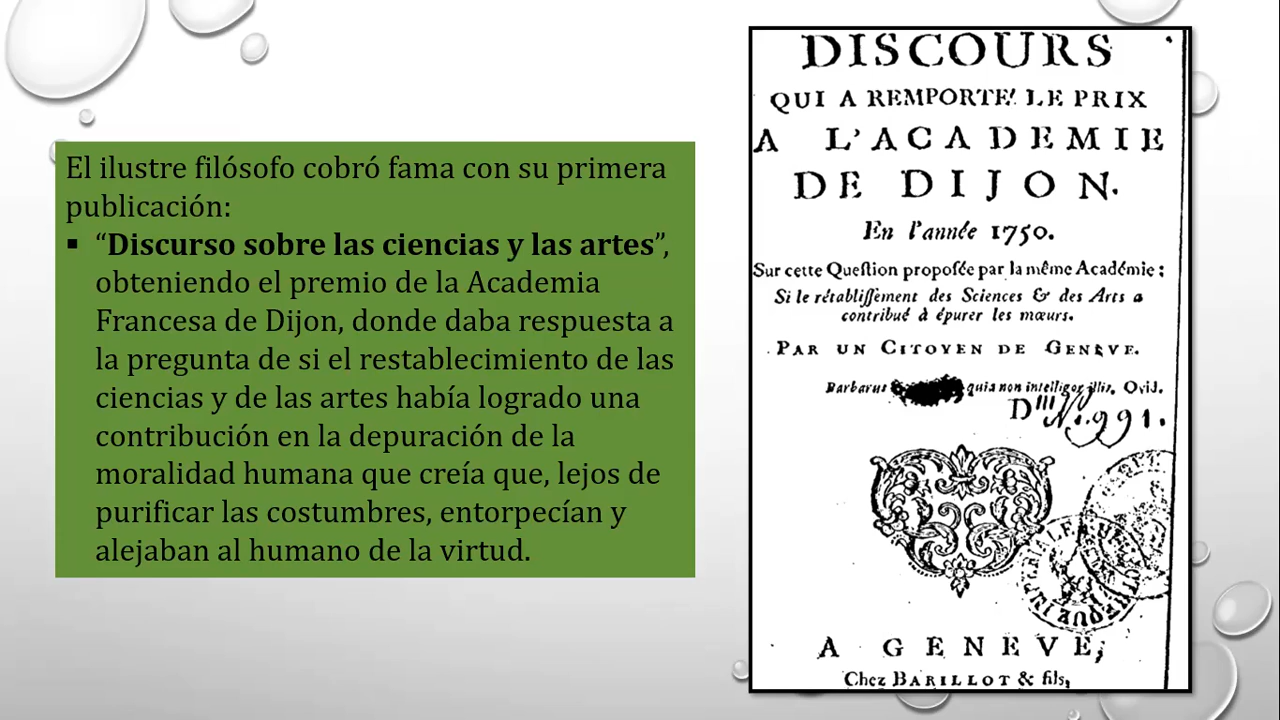 El ilustre filósofo cobró fama con su primera
publicación:
▪ “Discurso sobre las ciencias y las artes”,
obteniendo el premio de la Academia
Francesa de Dijon, donde daba respuesta a
la pregunta de si el restablecimiento de las
ciencias y de las artes había logrado una
contribución en la depuración de la
moralidad humana que creía que, lejos de
purificar las costumbres, entorpecían y
alejaban al humano de la virtud.
DISCOURS
QUI A REMPORTE' LE PRIX
A L'ACADEMIE
DE DIJON.
En l'année 1750.
Sur cette Queſtion propoſée par la même Académie :
Si le rétabliſſement des Sciences & des Arts a
contribué à épurer les mœurs.
PAR UN CITOYEN DE GENÈVE.
Barbarus quia non intelligor illis, Ovid.
A GENEVE,
Chez BARILLOT & fils,